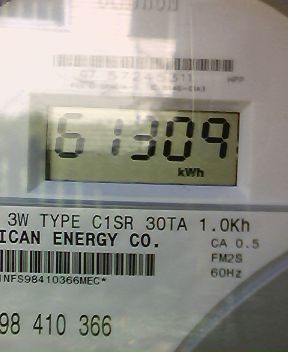 61309
kWh
3W TYPE C1SR 30TA 1.0Kh
ICAN ENERGY CO.
CA 0.5
FM2S
60Hz
INFS98410366MEC*
98 410 366